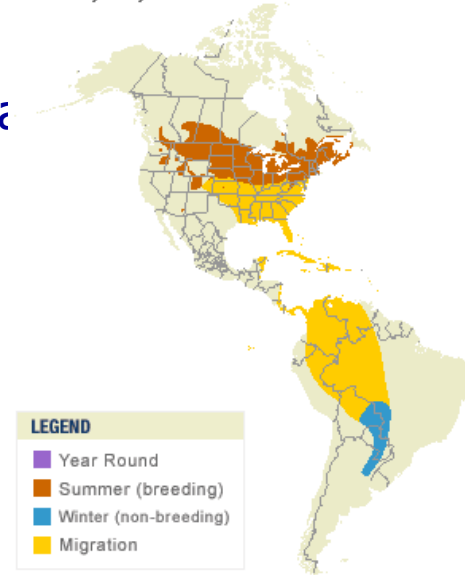 LEGEND
Year Round
Summer (breeding)
Winter (non-breeding)
Migration